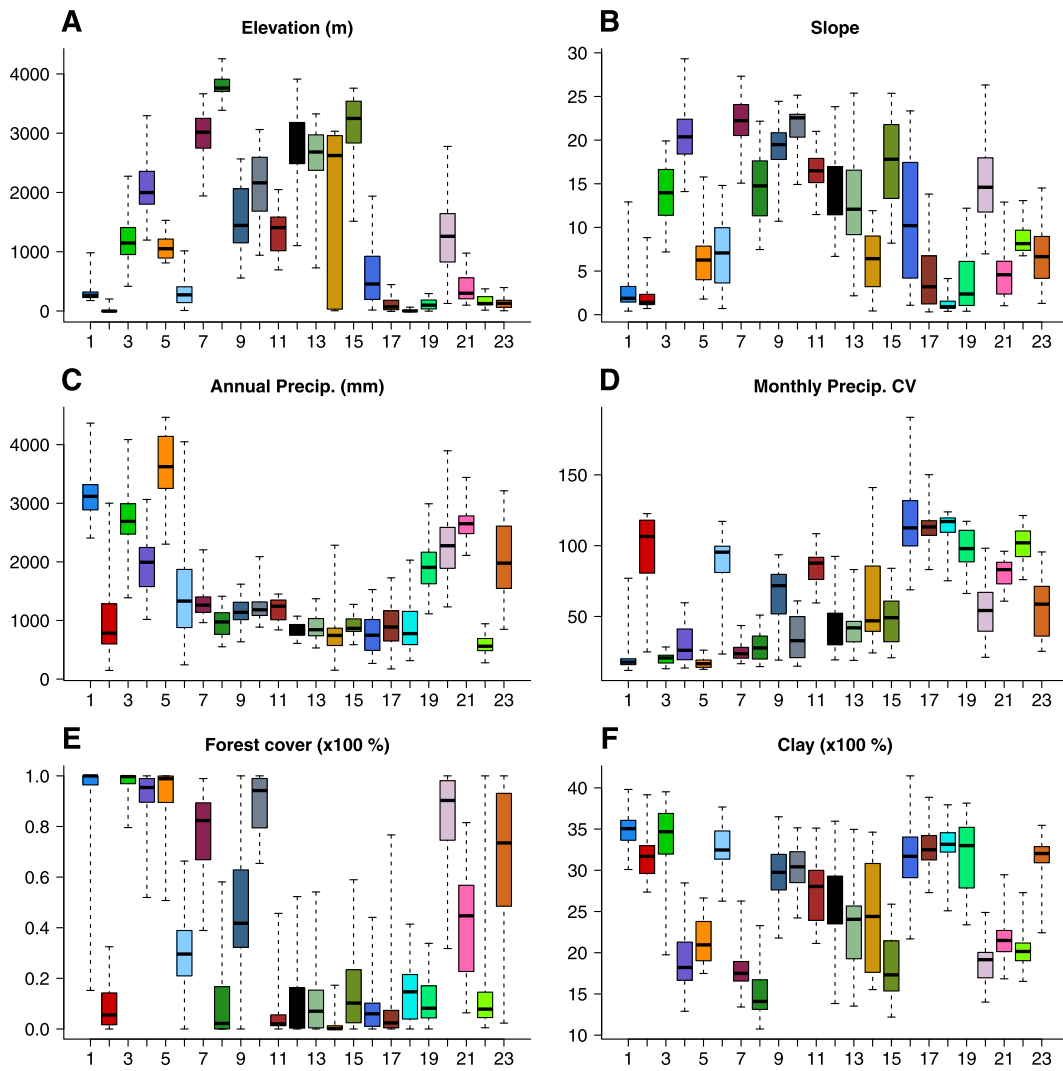 A Elevation (m)
4000
3000
2000
1000
0
1 3 5 7 9 11 13 15 17 19 21 23
B Slope
30
25
20
15
10
5
0
1 3 5 7 9 11 13 15 17 19 21 23
C Annual Precip. (mm)
4000
3000
2000
1000
0
1 3 5 7 9 11 13 15 17 19 21 23
D Monthly Precip. CV
150
100
50
1 3 5 7 9 11 13 15 17 19 21 23
E Forest cover (x100 %)
1.0
0.8
0.6
0.4
0.2
0.0
1 3 5 7 9 11 13 15 17 19 21 23
F Clay (x100 %)
40
35
30
25
20
15
10
1 3 5 7 9 11 13 15 17 19 21 23